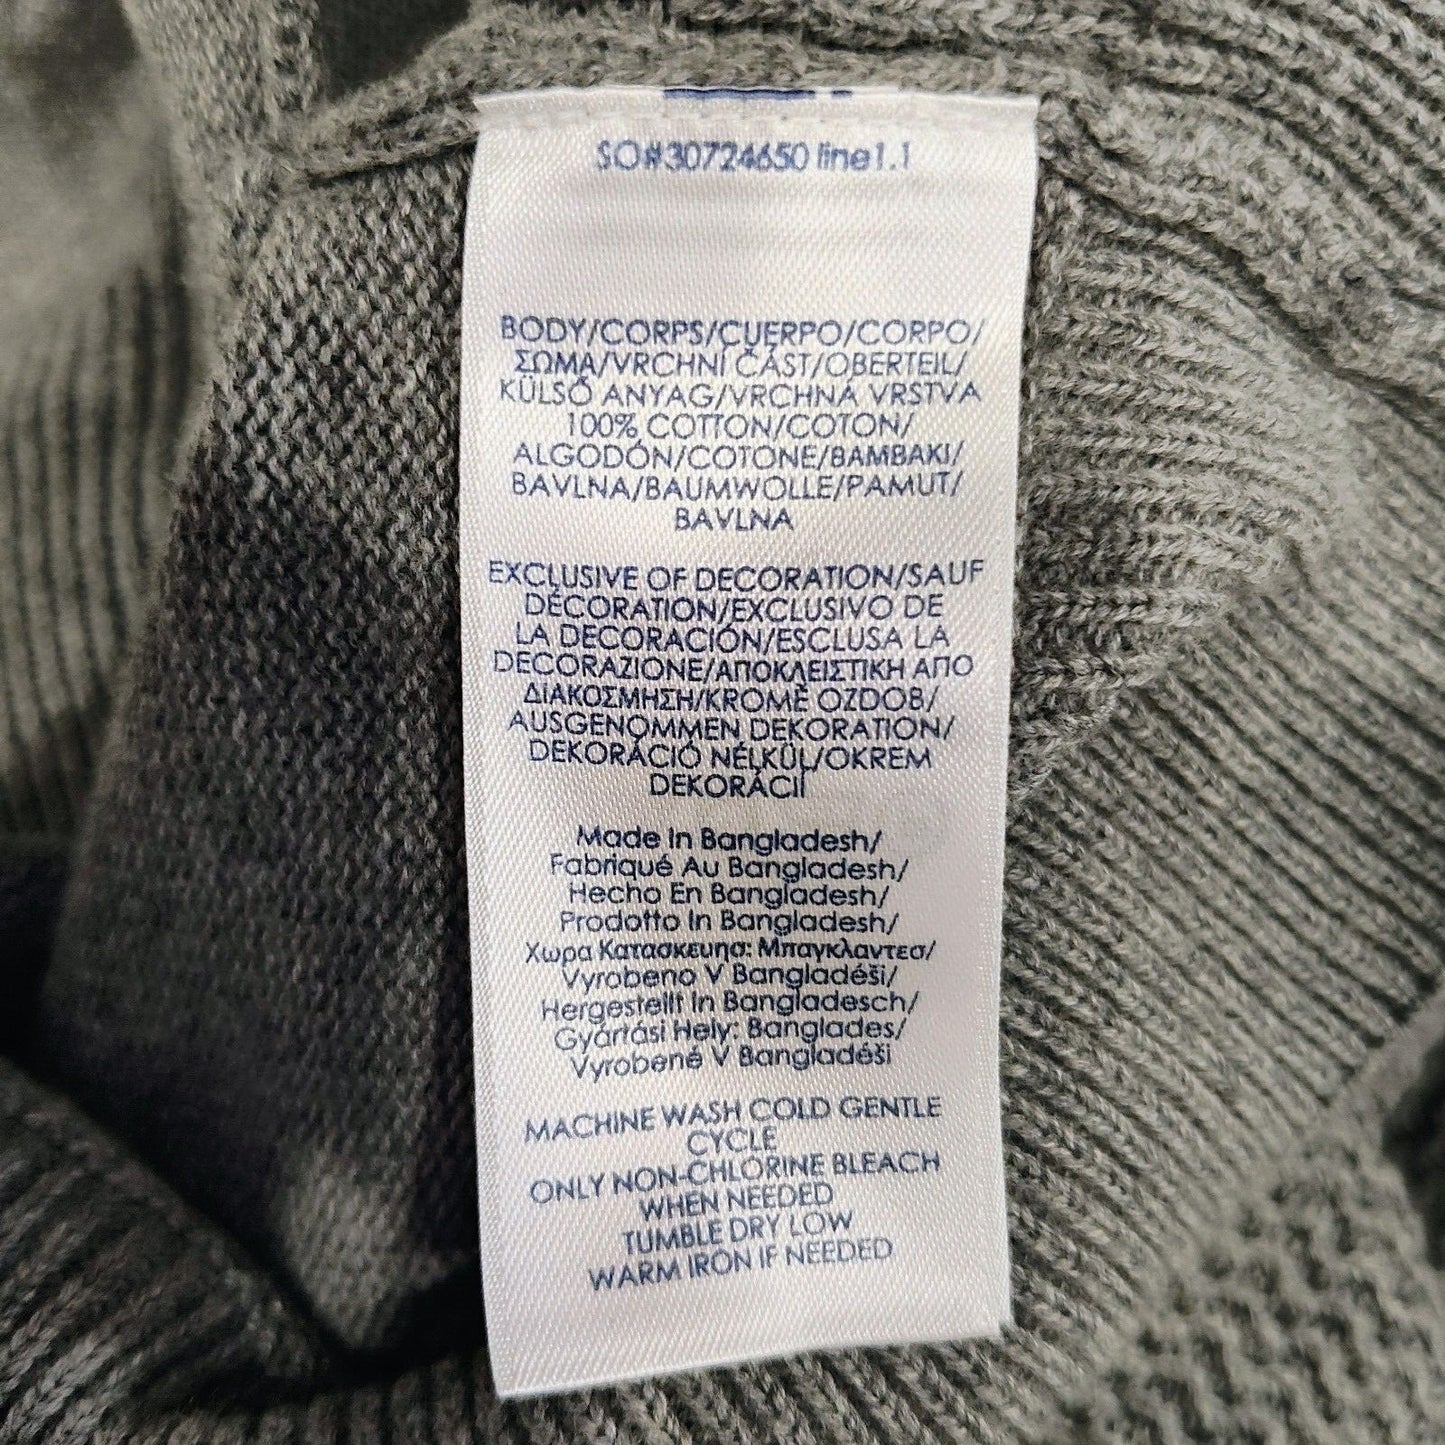 SO#30724650 line1.1
BODY/CORPS/CUERPO/CORPO/
ΣΩΜΑ/VRCHNÍ ČÁST/OBERTEIL/
KÜLSŐ ANYAG/VRCHNÁ VRSTVA
100% COTTON/COTON/
ALGODÓN/COTONE/BAMBAKI/
BAVLNA/BAUMWOLLE/PAMUT/
BAVLNA
EXCLUSIVE OF DECORATION/SAUF
DÉCORATION/EXCLUSIVO DE
LA DECORACIÓN/ESCLUSA LA
DECORAZIONE/ΑΠΟΚΛΕΙΣΤΙΚΗ ΑΠΟ
ΔΙΑΚΟΣΜΗΣΗ/KROMĚ OZDOB/
AUSGENOMMEN DEKORATION/
DEKORÁCIÓ NÉLKÜL/OKREM
DEKORÁCIÍ
Made In Bangladesh/
Fabriqué Au Bangladesh/
Hecho En Bangladesh/
Prodotto In Bangladesh/
Χωρα Κατασκευησ: Μπαγκλαντεσ/
Vyrobeno V Bangladéši/
Hergestellt In Bangladesch/
Gyártási Hely: Banglades/
Vyrobené V Bangladéši
MACHINE WASH COLD GENTLE
CYCLE
ONLY NON-CHLORINE BLEACH
WHEN NEEDED
TUMBLE DRY LOW
WARM IRON IF NEEDED